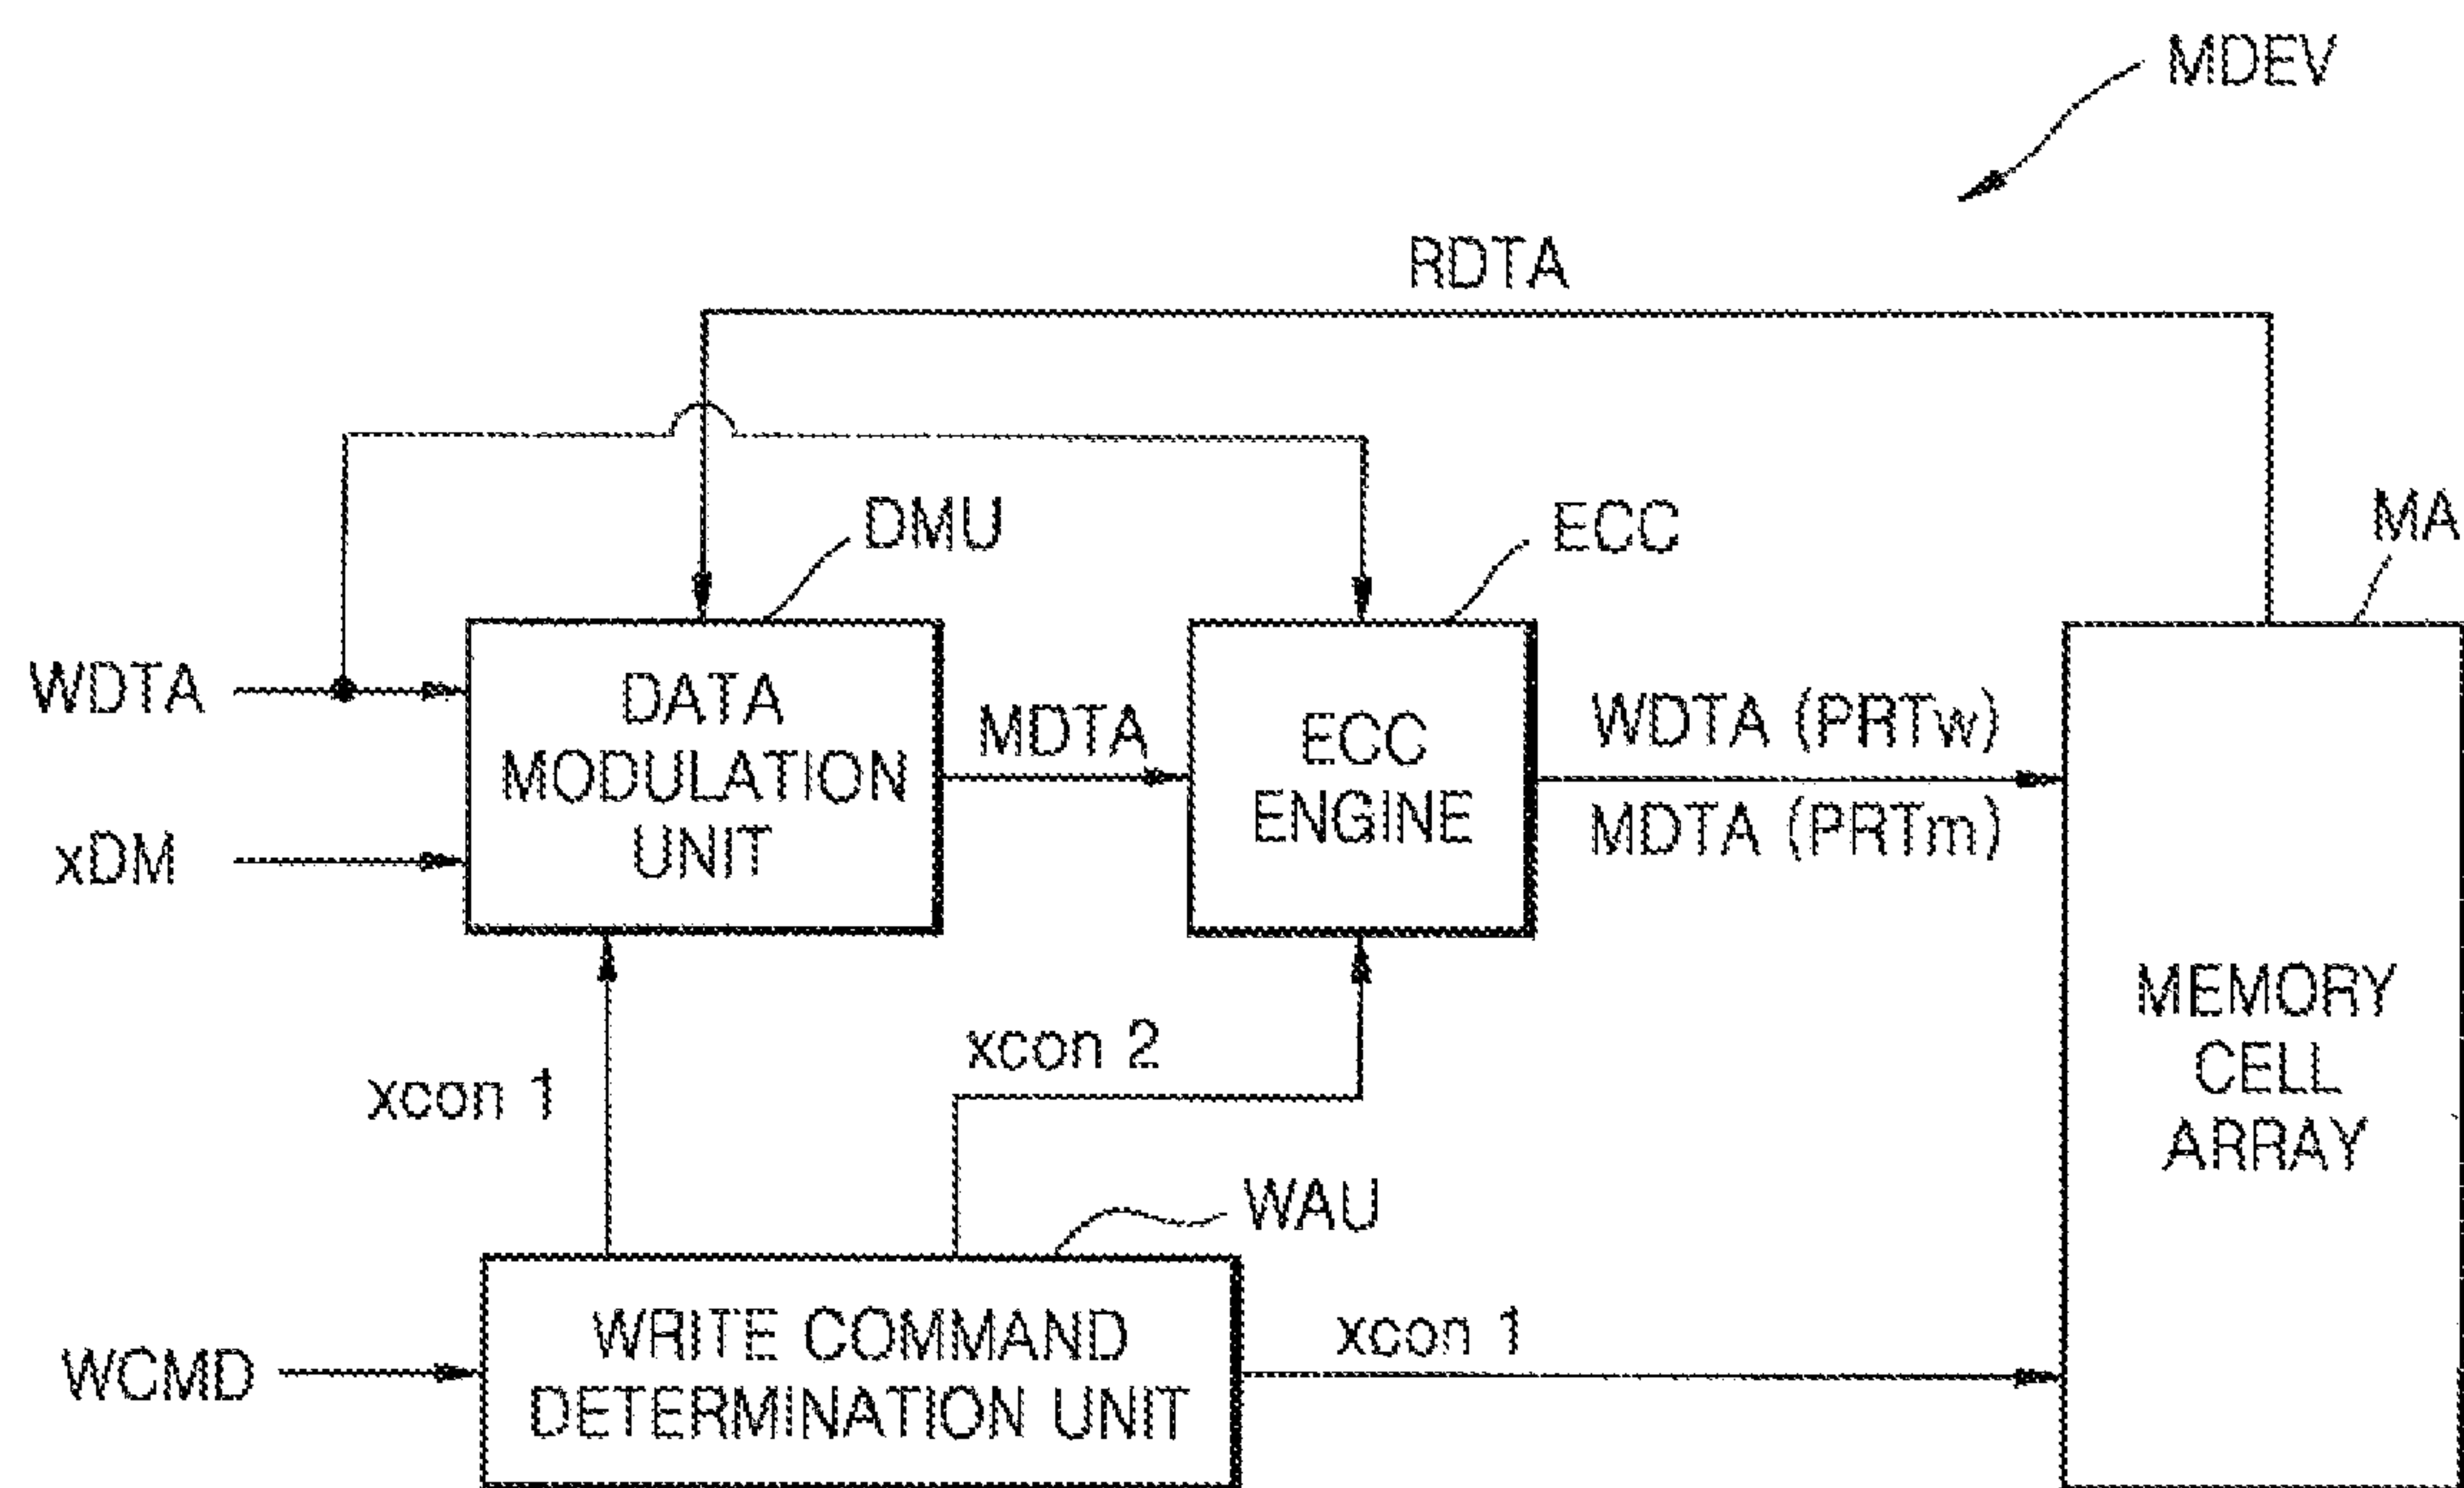 MDEV
RDTA
DMU
ECC
MA
WDTA
DATA
MODULATION
UNIT
MDTA
ECC
ENGINE
WDTA (PRTw)
MDTA (PRTm)
xDM
MEMORY
CELL
ARRAY
xcon 1
xcon 2
WAU
WCMD
WRITE COMMAND
DETERMINATION UNIT
xcon 1